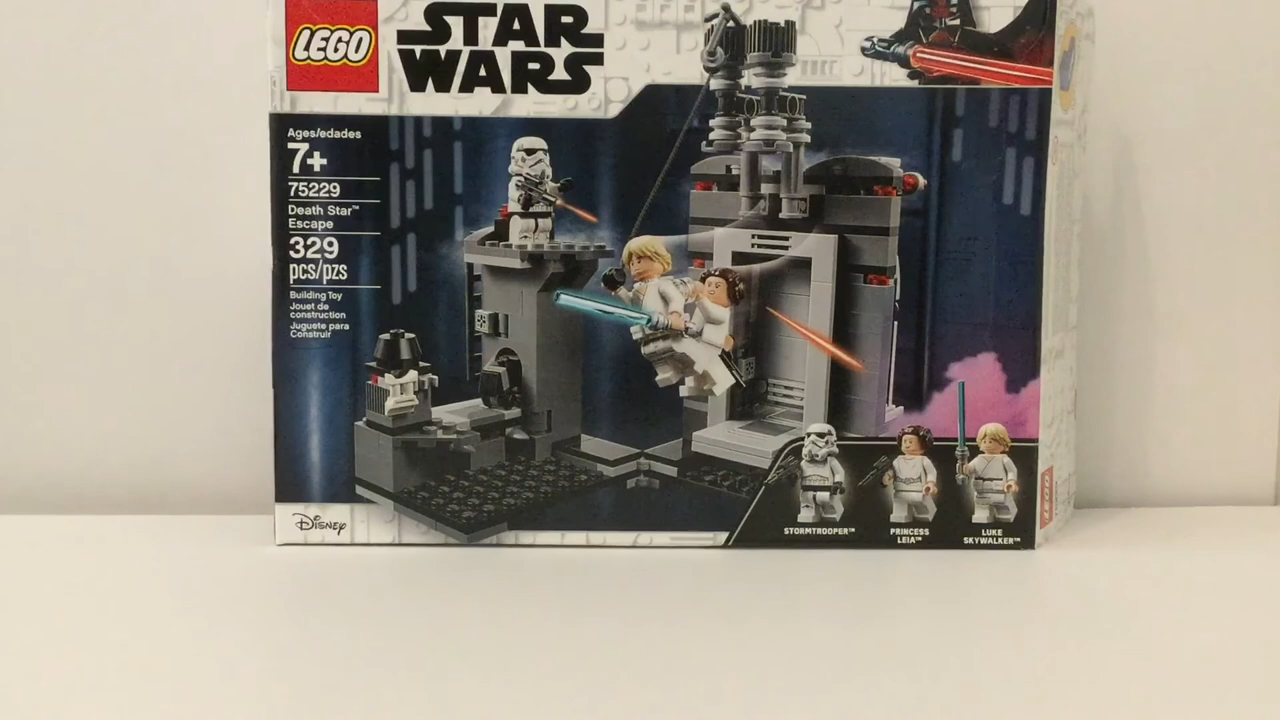 LEGO
STAR
WARS
Ages/edades
7+
75229
Death Star™
Escape
329
pcs/pzs
Building Toy
Jouet de
construction
Juguete para
Construir
Disney
STORMTROOPER™
PRINCESS
LEIA™
LUKE
SKYWALKER™
LEGO